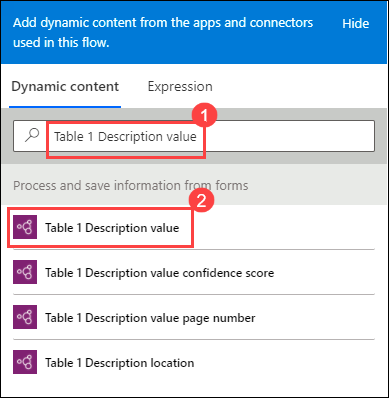 Add dynamic content from the apps and connectors Hide
used in this flow.
Dynamic content Expression
1
Table 1 Description value
Process and save information from forms
2
Table 1 Description value
Table 1 Description value confidence score
Table 1 Description value page number
Table 1 Description location